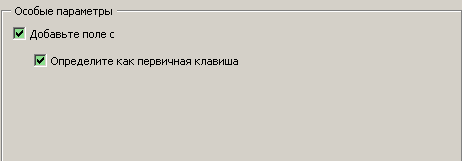 Особые параметры
Добавьте поле с
Определите как первичная клавиша